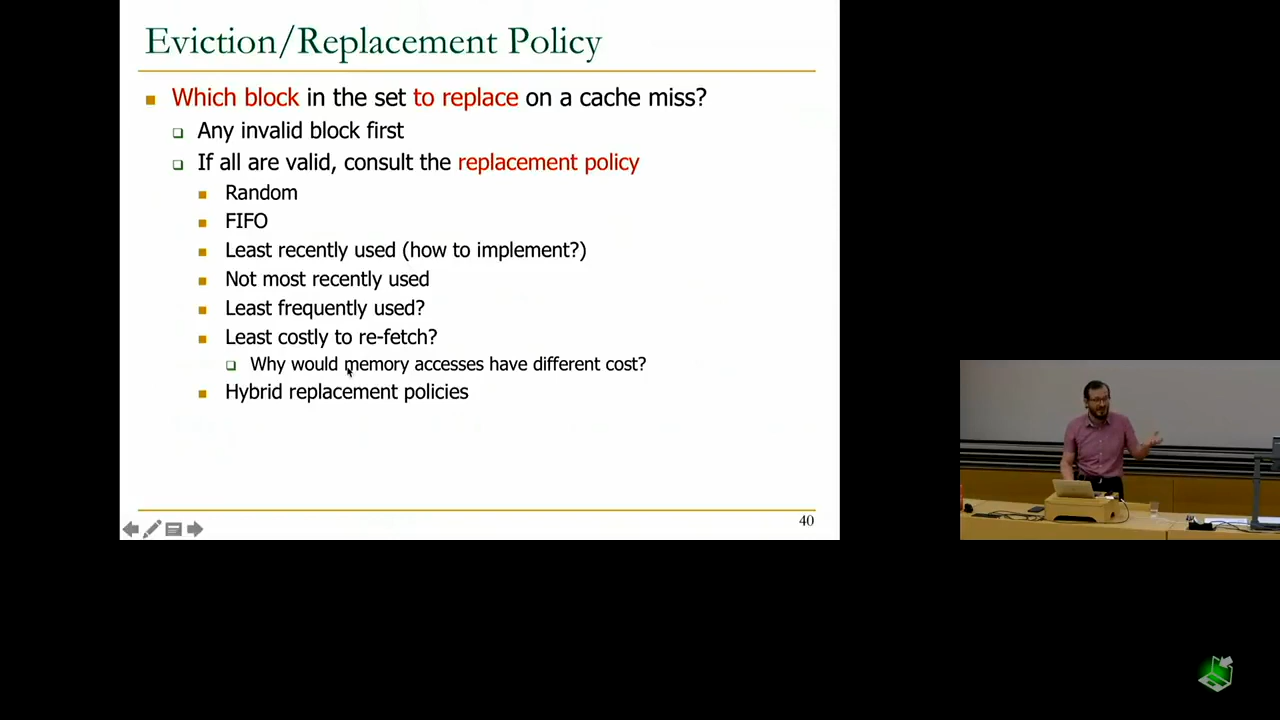 Eviction/Replacement Policy
Which block in the set to replace on a cache miss?
Any invalid block first
If all are valid, consult the replacement policy
Random
FIFO
Least recently used (how to implement?)
Not most recently used
Least frequently used?
Least costly to re-fetch?
Why would memory accesses have different cost?
Hybrid replacement policies
40